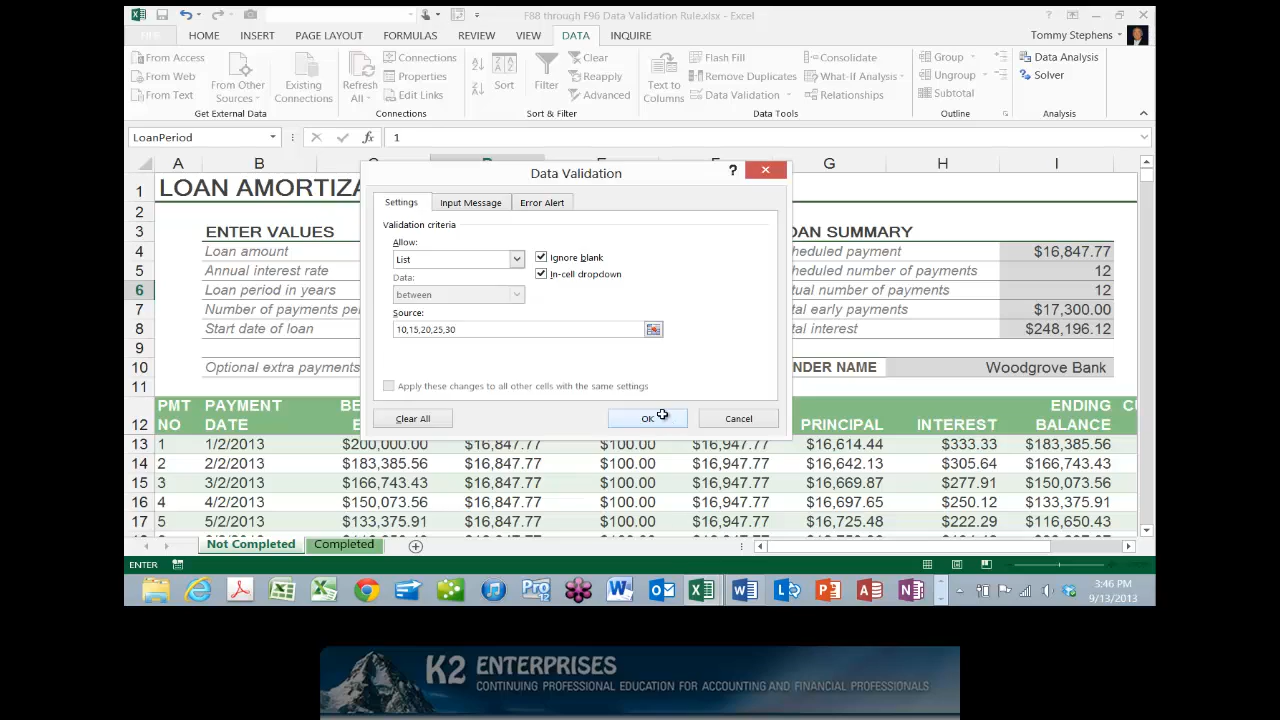 F88 through F96 Data Validation Rule.xlsx - Excel
FILE HOME INSERT PAGE LAYOUT FORMULAS REVIEW VIEW DATA INQUIRE Tommy Stephens
From Access
From Web
From Text
From Other Sources
Existing Connections
Get External Data
Refresh All
Connections
Properties
Edit Links
Connections
Sort
Filter
Clear
Reapply
Advanced
Sort & Filter
Text to Columns
Flash Fill
Remove Duplicates
Data Validation
Consolidate
What-If Analysis
Relationships
Data Tools
Group
Ungroup
Subtotal
Outline
Data Analysis
Solver
Analysis
LoanPeriod fx 1
A B C D E F G H I
1 LOAN AMORTIZA
2
3 ENTER VALUES OAN SUMMARY
4 Loan amount heduled payment $16,847.77
5 Annual interest rate heduled number of payments 12
6 Loan period in years tual number of payments 12
7 Number of payments pe tal early payments $17,300.00
8 Start date of loan tal interest $248,196.12
9
10 Optional extra payments NDER NAME Woodgrove Bank
11
Data Validation
?
Settings Input Message Error Alert
Validation criteria
Allow:
List
Ignore blank
In-cell dropdown
Data:
between
Source:
10,15,20,25,30
Apply these changes to all other cells with the same settings
Clear All OK Cancel
PMT PAYMENT BE ENDING CU
12 NO DATE PRINCIPAL INTEREST BALANCE
13 1 1/2/2013 $200,000.00 $16,847.77 $100.00 $16,947.77 $16,614.44 $333.33 $183,385.56
14 2 2/2/2013 $183,385.56 $16,847.77 $100.00 $16,947.77 $16,642.13 $305.64 $166,743.43
15 3 3/2/2013 $166,743.43 $16,847.77 $100.00 $16,947.77 $16,669.87 $277.91 $150,073.56
16 4 4/2/2013 $150,073.56 $16,847.77 $100.00 $16,947.77 $16,697.65 $250.12 $133,375.91
17 5 5/2/2013 $133,375.91 $16,847.77 $100.00 $16,947.77 $16,725.48 $222.29 $116,650.43
Not Completed Completed
ENTER
3:46 PM
9/13/2013
K2 ENTERPRISES
CONTINUING PROFESSIONAL EDUCATION FOR ACCOUNTING AND FINANCIAL PROFESSIONALS